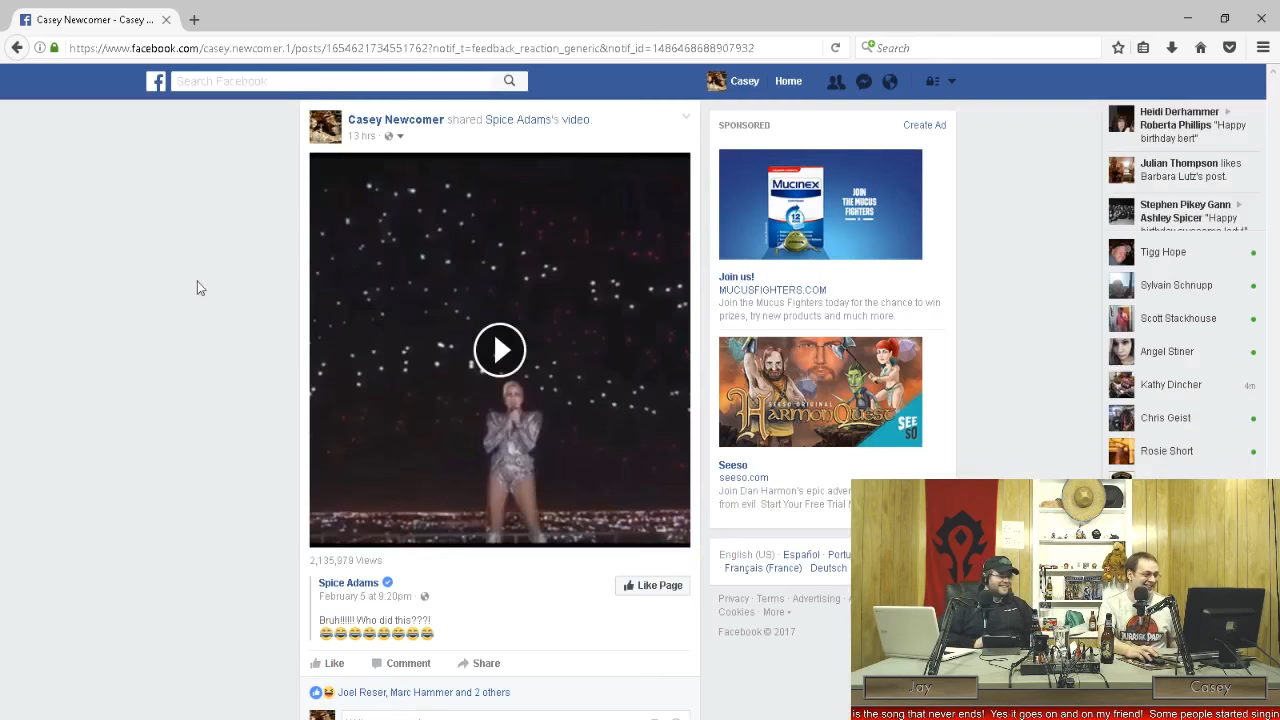 Casey Newcomer - Casey ...
https://www.facebook.com/casey.newcomer.1/posts/1654621734551762?notif_t=feedback_reaction_generic&notif_id=1486468688907932
Search
Search Facebook
Casey
Home
Casey Newcomer shared Spice Adams's video.
13 hrs ·
2,135,979 Views
Spice Adams
February 5 at 9:20pm ·
Like Page
Bruh!!!!!! Who did this???!
😂😂😂😂😂😂😂😂
Like
Comment
Share
Joel Reser, Marc Hammer and 2 others
SPONSORED
Create Ad
Mucinex
12
JOIN
THE MUCUS
FIGHTERS
Join us!
MUCUSFIGHTERS.COM
Join the Mucus Fighters today for the chance to win
prizes, try new products and much more.
SEESO ORIGINAL
HARMONQUEST
SEE
SO
Seeso
seeso.com
Join Dan Harmon's epic
from evil. Start Your Free Trial
English (US) · Español ·
· Français (France) Deutsch
Privacy · Terms · Advertising ·
Cookies · More
Facebook © 2017
Heidi Derhammer
Roberta Phillips "Happy
birthday bert"
Julian Thompson likes
Barbara Lutz's post.
Stephen Pikey Gann
Ashley Spicer "Happy
Tigg Hope
Sylvain Schnupp
Scott Stackhouse
Angel Stiner
Kathy Dincher
4m
Chris Geist
Rosie Short
JURASSIC PARK
Jay
Casey
is the song that never ends! Yes it goes on and on my friend! Some people started singin